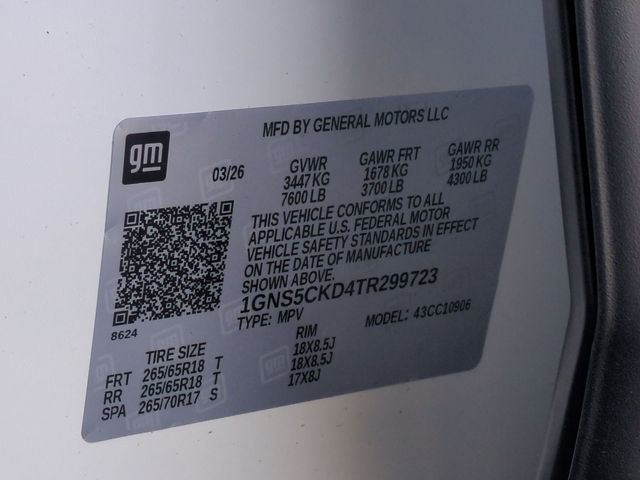 MFD BY GENERAL MOTORS LLC
gm
03/26
GVWR GAWR FRT GAWR RR
3447 KG 1678 KG 1950 KG
7600 LB 3700 LB 4300 LB
THIS VEHICLE CONFORMS TO ALL
APPLICABLE U.S. FEDERAL MOTOR
VEHICLE SAFETY STANDARDS IN EFFECT
ON THE DATE OF MANUFACTURE
SHOWN ABOVE.
1GNS5CKD4TR299723
TYPE: MPV MODEL: 43CC10906
8624
TIRE SIZE RIM
FRT 265/65R18 T 18X8.5J
RR 265/65R18 T 18X8.5J
SPA 265/70R17 S 17X8J